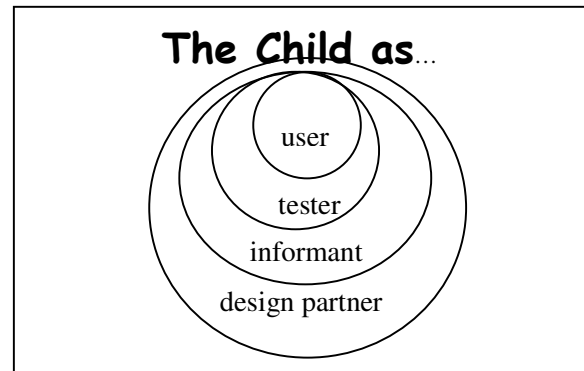 The Child as...
user
tester
informant
design partner